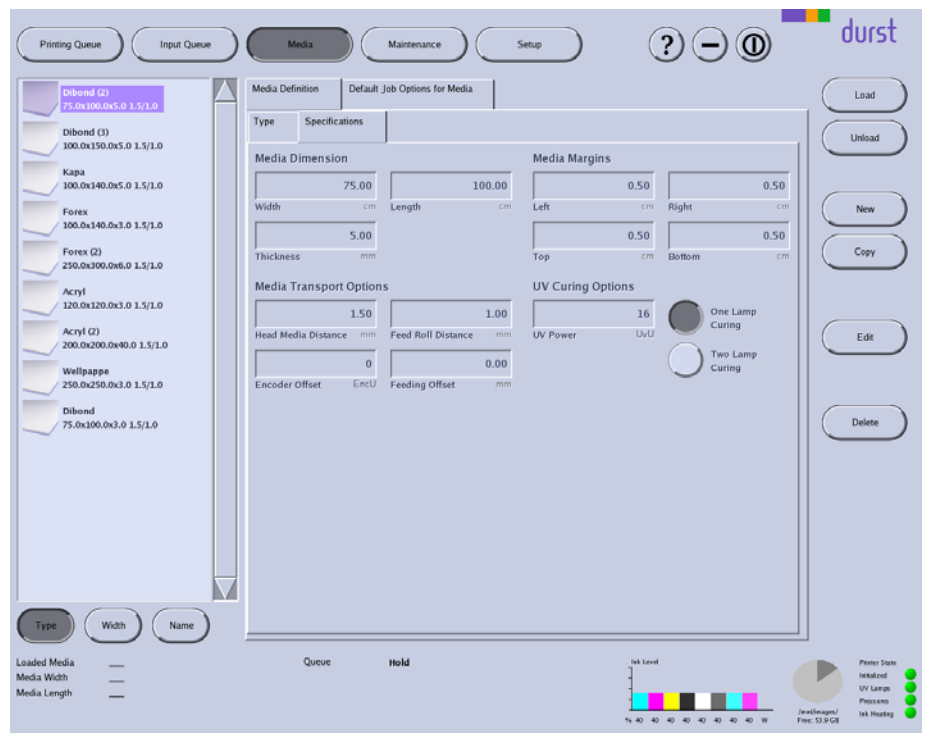 durst
Printing Queue
Input Queue
Media
Maintenance
Setup
?
Dibond (2)
75.0x100.0x5.0 1.5/1.0
Dibond (3)
100.0x150.0x5.0 1.5/1.0
Kapa
100.0x140.0x5.0 1.5/1.0
Forex
100.0x140.0x3.0 1.5/1.0
Forex (2)
250.0x300.0x6.0 1.5/1.0
Acryl
120.0x120.0x3.0 1.5/1.0
Acryl (2)
200.0x200.0x40.0 1.5/1.0
Wellpappe
250.0x250.0x3.0 1.5/1.0
Dibond
75.0x100.0x3.0 1.5/1.0
Type
Width
Name
Media Definition
Default Job Options for Media
Type
Specifications
Media Dimension
75.00
100.00
Width cm
Length cm
5.00
Thickness mm
Media Margins
0.50
0.50
Left cm
Right cm
0.50
0.50
Top cm
Bottom cm
Media Transport Options
1.50
1.00
Head Media Distance mm
Feed Roll Distance mm
0
0.00
Encoder Offset EncU
Feeding Offset mm
UV Curing Options
16
UV Power UvU
One Lamp
Curing
Two Lamp
Curing
Load
Unload
New
Copy
Edit
Delete
Loaded Media __
Media Width __
Media Length __
Queue Hold
Ink Level
% 40 40 40 40 40 40 40 40 W
/ext/images/
Free: 53.9 GB
Printer State
Initialized
UV Lamps
Pressures
Ink Heating